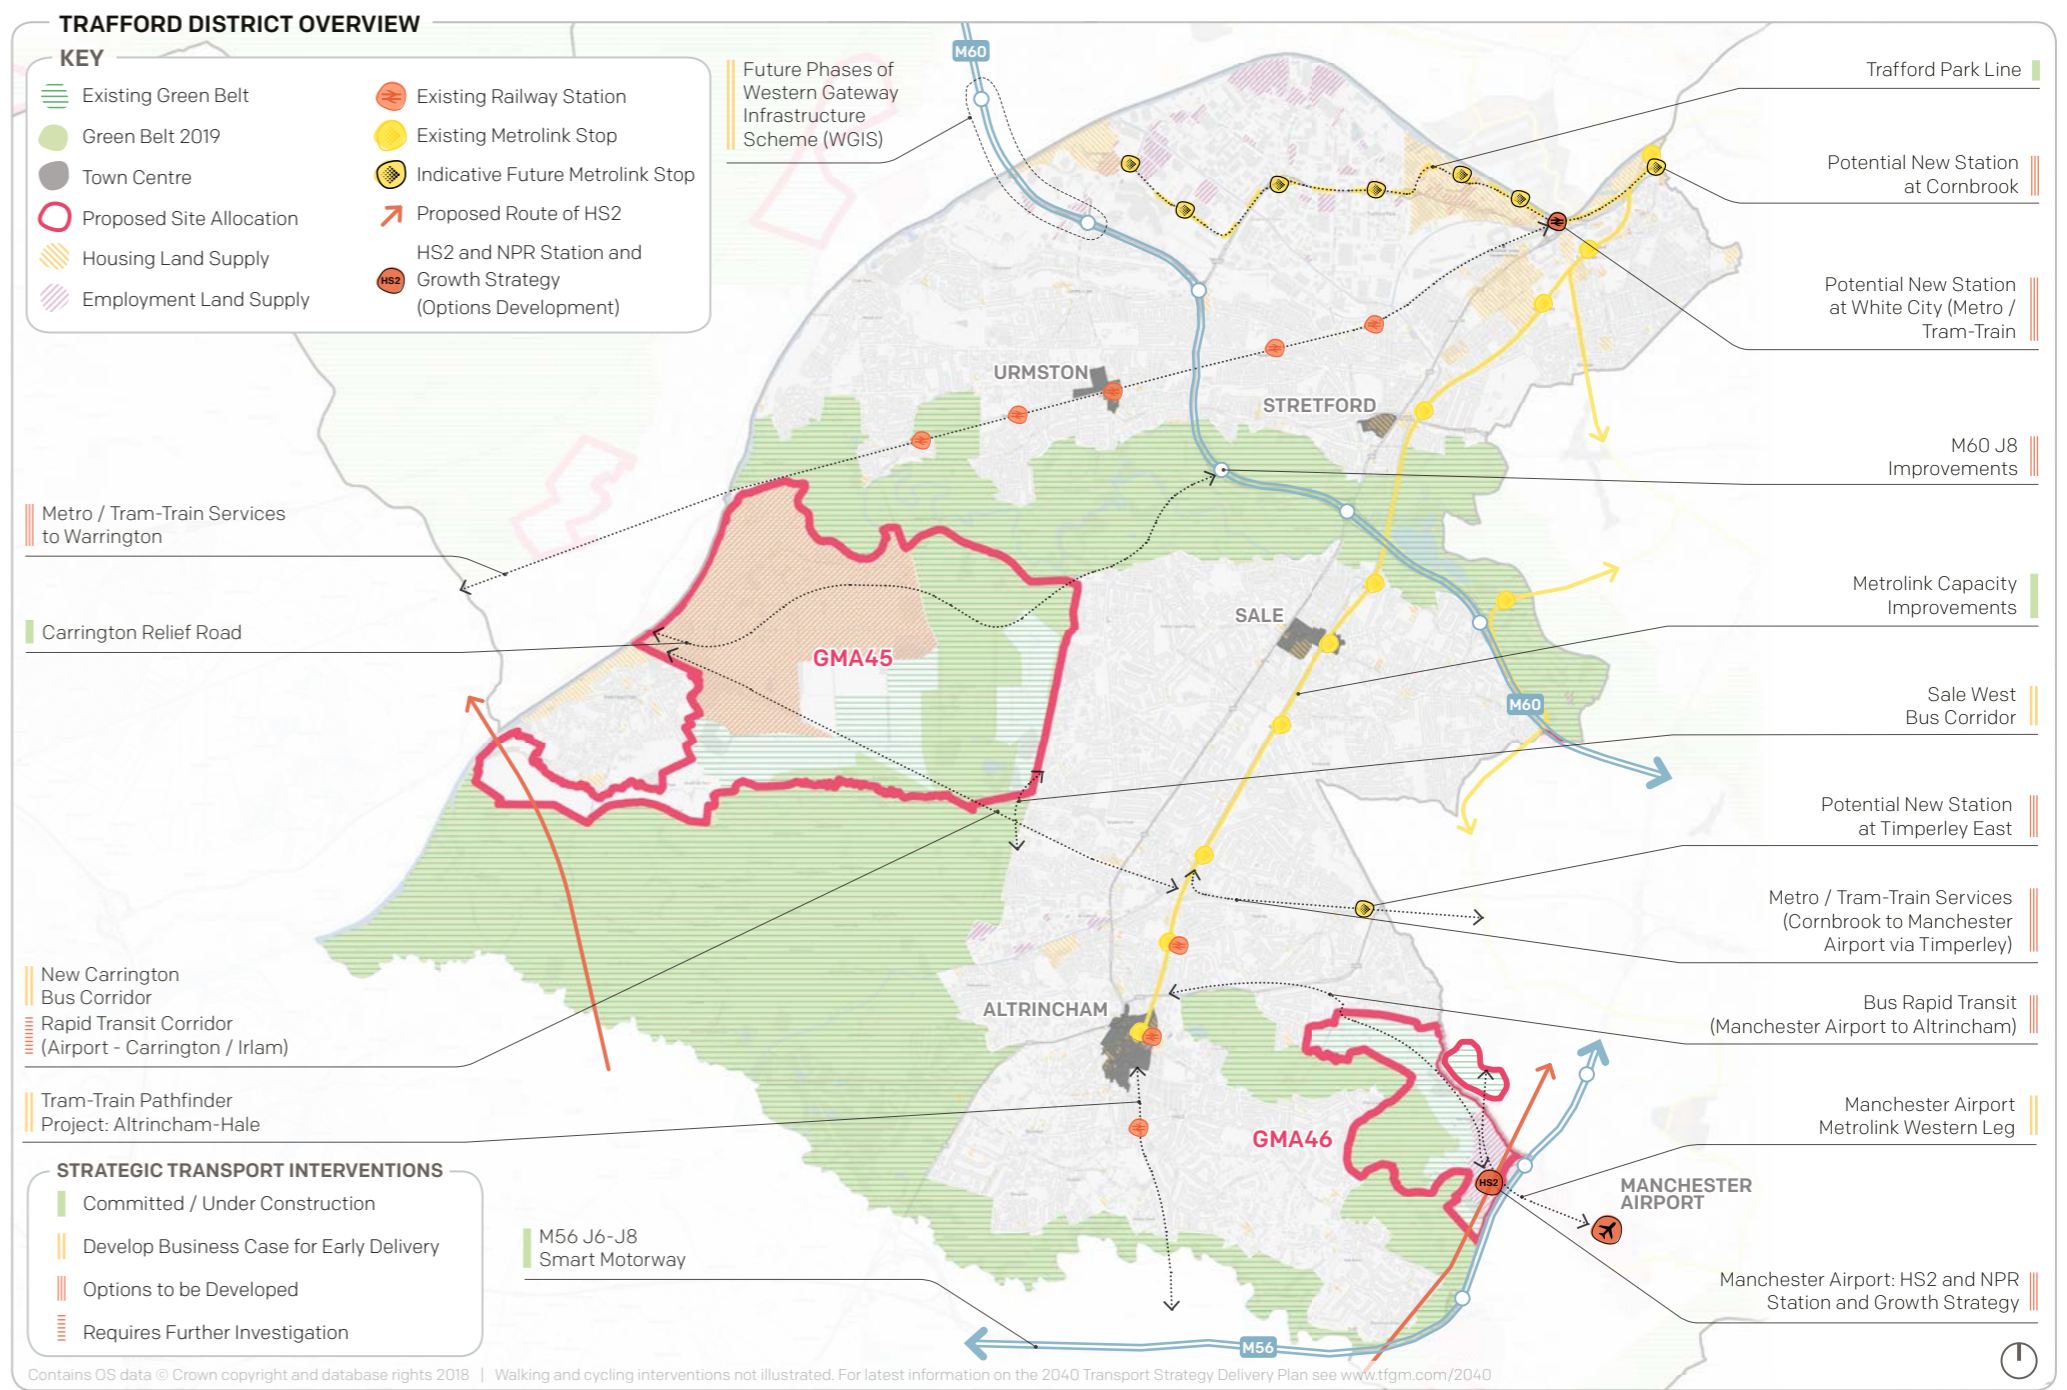 TRAFFORD DISTRICT OVERVIEW
KEY
Existing Green Belt
Green Belt 2019
Town Centre
Proposed Site Allocation
Housing Land Supply
Employment Land Supply
Existing Railway Station
Existing Metrolink Stop
Indicative Future Metrolink Stop
Proposed Route of HS2
HS2
HS2 and NPR Station and
Growth Strategy
(Options Development)
M60
Future Phases of
Western Gateway
Infrastructure
Scheme (WGIS)
Trafford Park Line
Potential New Station
at Cornbrook
Potential New Station
at White City (Metro /
Tram-Train
M60 J8
Improvements
Metrolink Capacity
Improvements
Sale West
Bus Corridor
Potential New Station
at Timperley East
Metro / Tram-Train Services
(Cornbrook to Manchester
Airport via Timperley)
Bus Rapid Transit
(Manchester Airport to Altrincham)
Manchester Airport
Metrolink Western Leg
Manchester Airport: HS2 and NPR
Station and Growth Strategy
URMSTON
STRETFORD
SALE
GMA45
M60
ALTRINCHAM
GMA46
HS2
MANCHESTER
AIRPORT
M56
Metro / Tram-Train Services
to Warrington
Carrington Relief Road
New Carrington
Bus Corridor
Rapid Transit Corridor
(Airport - Carrington / Irlam)
Tram-Train Pathfinder
Project: Altrincham-Hale
M56 J6-J8
Smart Motorway
STRATEGIC TRANSPORT INTERVENTIONS
Committed / Under Construction
Develop Business Case for Early Delivery
Options to be Developed
Requires Further Investigation
Contains OS data © Crown copyright and database rights 2018 | Walking and cycling interventions not illustrated. For latest information on the 2040 Transport Strategy Delivery Plan see www.tfgm.com/2040